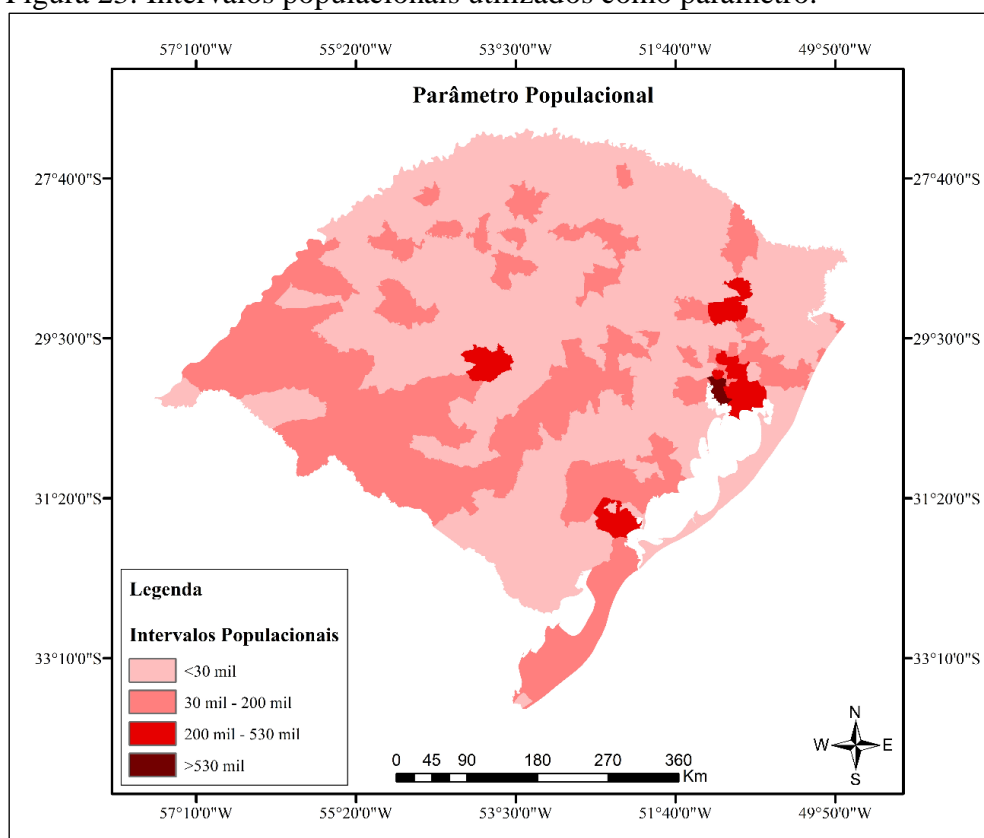 Figura 23. Intervalos populacionais utilizados como parâmetro.
57°10'0"W 55°20'0"W 53°30'0"W 51°40'0"W 49°50'0"W
Parâmetro Populacional
27°40'0"S 27°40'0"S
29°30'0"S 29°30'0"S
31°20'0"S 31°20'0"S
33°10'0"S 33°10'0"S
Legenda
Intervalos Populacionais
<30 mil
30 mil - 200 mil
200 mil - 530 mil
>530 mil
N
W E
S
0 45 90 180 270 360
Km
57°10'0"W 55°20'0"W 53°30'0"W 51°40'0"W 49°50'0"W